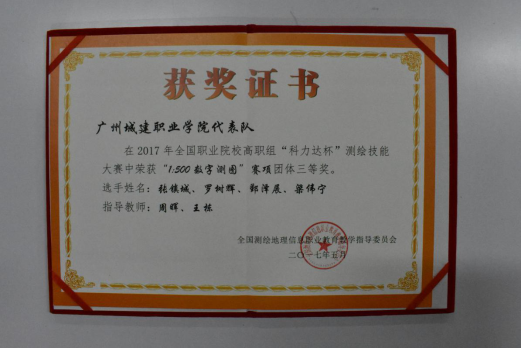 获奖证书
广州城建职业学院代表队
在2017年全国职业院校高职组“科力达杯”测绘技能
大赛中荣获“1:500数字测图”赛项团体三等奖。
选手姓名:张镇城、罗树辉、邹泽展、梁伟宁
指导教师:周晖、王栋
全国测绘地理信息职业教育教学指导委员会
二〇一七年五月